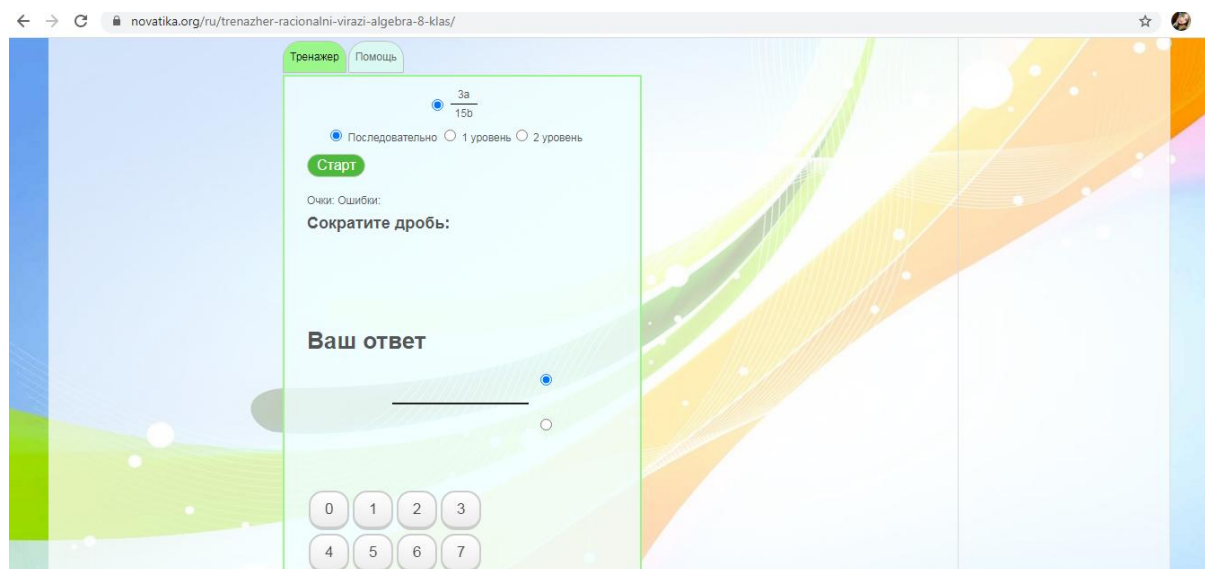 novatika.org/ru/trenazher-racionalni-virazi-algebra-8-klas/
Тренажер Помощь
3a
15b
Последовательно 1 уровень 2 уровень
Старт
Очки: Ошибки:
Сократите дробь:
Ваш ответ
0 1 2 3
4 5 6 7